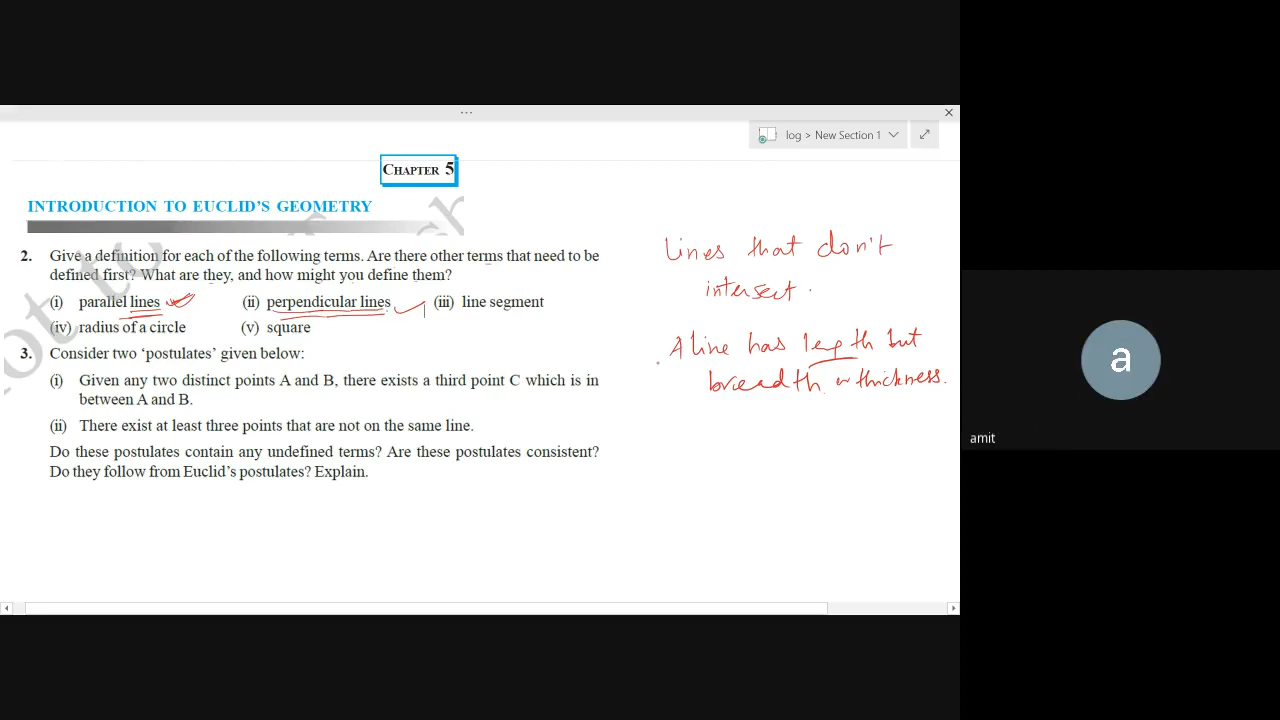 log > New Section 1
CHAPTER 5
INTRODUCTION TO EUCLID'S GEOMETRY
2. Give a definition for each of the following terms. Are there other terms that need to be
defined first? What are they, and how might you define them?
(i) parallel lines (ii) perpendicular lines (iii) line segment
(iv) radius of a circle (v) square
3. Consider two 'postulates' given below:
(i) Given any two distinct points A and B, there exists a third point C which is in
between A and B.
(ii) There exist at least three points that are not on the same line.
Do these postulates contain any undefined terms? Are these postulates consistent?
Do they follow from Euclid's postulates? Explain.
Lines that don't
intersect.
A line has length but
breadth or thickness.
a
amit
not to
sh